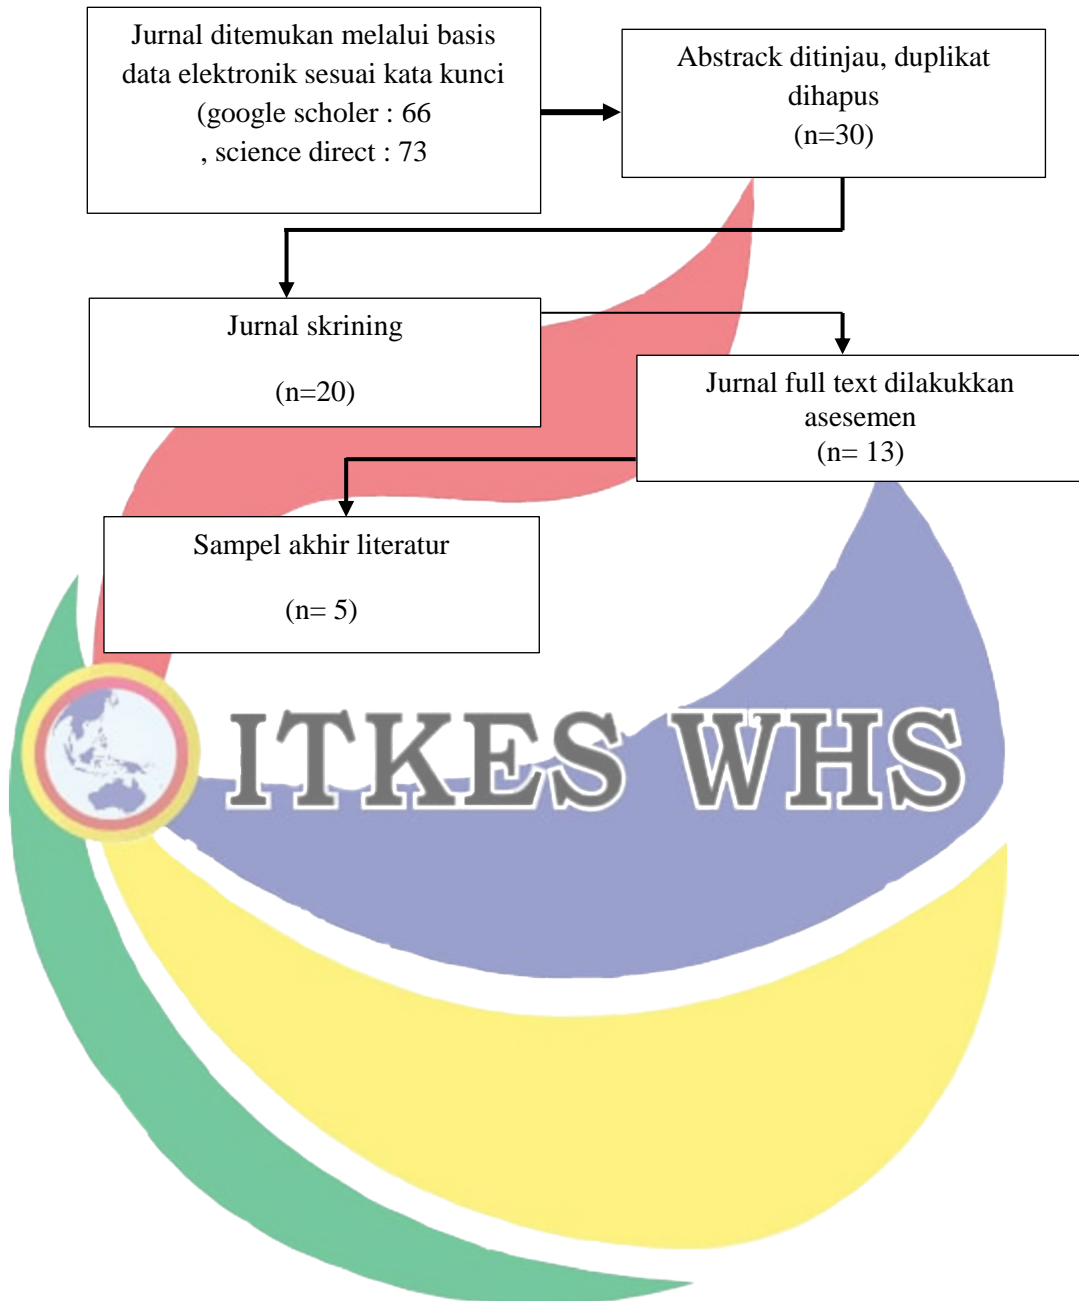 Jurnal ditemukan melalui basis
data elektronik sesuai kata kunci
(google scholer : 66
, science direct : 73
Abstrack ditinjau, duplikat
dihapus
(n=30)
Jurnal skrining
(n=20)
Jurnal full text dilakukkan
asesemen
(n= 13)
Sampel akhir literatur
(n= 5)
ITKES WHS